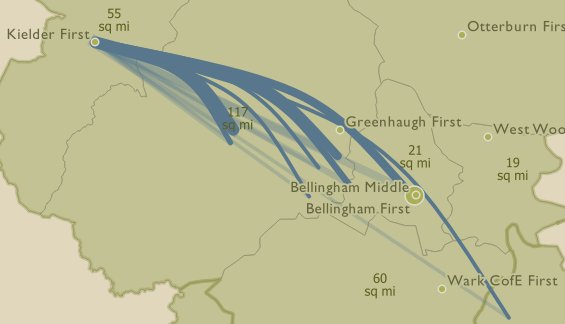 55
sq mi
Kielder First
Otterburn Firs
117
sq mi
Greenhaugh First
West Woo
21
sq mi
19
sq mi
Bellingham Middle
Bellingham First
60
sq mi
Wark CofE First